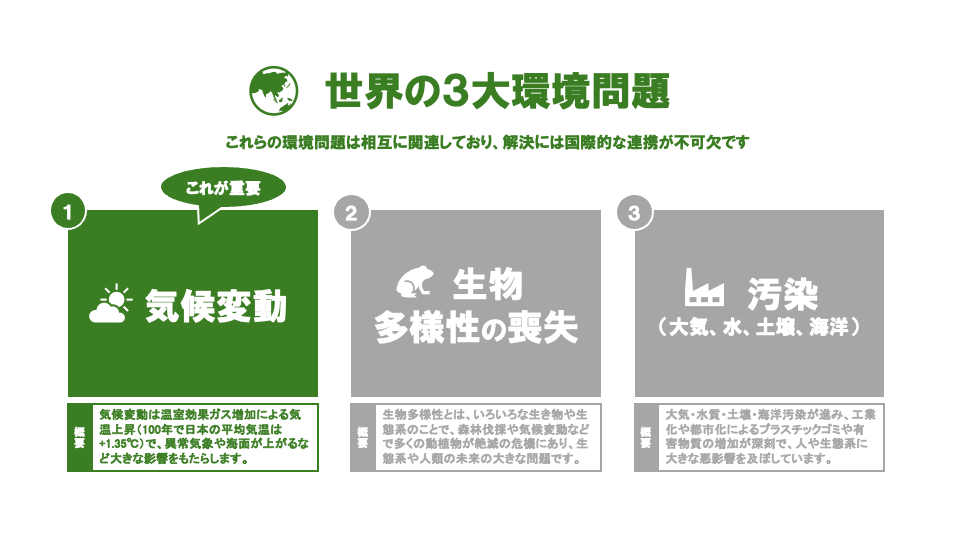 世界の3大環境問題
これらの環境問題は相互に関連しており、解決には国際的な連携が不可欠です
これが重要
1
気候変動
概要
気候変動は温室効果ガス増加による気
温上昇（100年で日本の平均気温は
+1.35℃）で、異常気象や海面が上がるな
ど大きな影響をもたらします。
2
生物
多様性の喪失
概要
生物多様性とは、いろいろな生き物や生
態系のことで、森林伐採や気候変動など
で多くの動植物が絶滅の危機にあり、生
態系や人類の未来の大きな問題です。
3
汚染
（大気、水、土壌、海洋）
概要
大気・水質・土壌・海洋汚染が進み、工業
化や都市化によるプラスチックゴミや有
害物質の増加が深刻で、人や生態系に
大きな悪影響を及ぼしています。